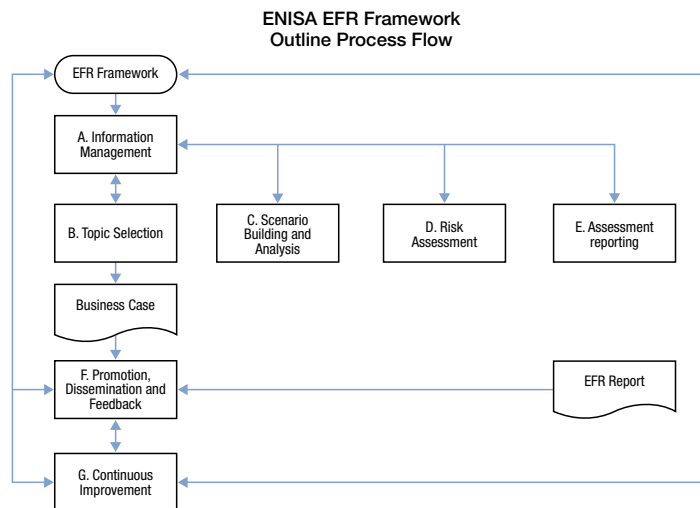 ENISA EFR Framework
Outline Process Flow
EFR Framework
A. Information
Management
B. Topic Selection
C. Scenario
Building and
Analysis
D. Risk
Assessment
E. Assessment
reporting
Business Case
F. Promotion,
Dissemination and
Feedback
EFR Report
G. Continuous
Improvement